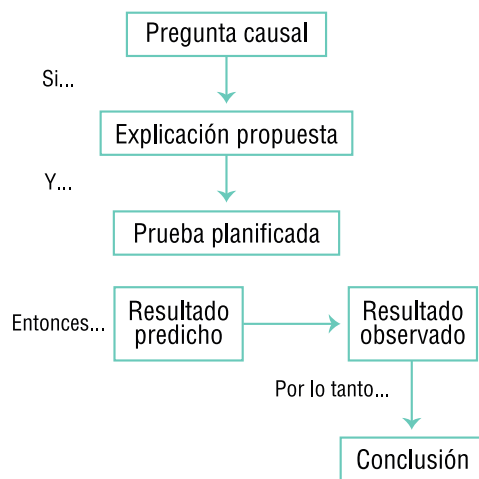 Pregunta causal
Si...
Explicación propuesta
Y...
Prueba planificada
Entonces...
Resultado
predicho
Resultado
observado
Por lo tanto...
Conclusión